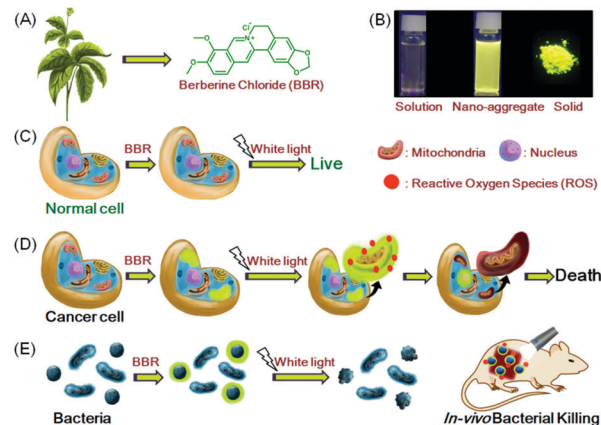 (A)
Cl⁻
N⁺
O
O
O
O
Berberine Chloride (BBR)
(B)
Solution Nano-aggregate Solid
(C)
BBR
White light
Live
Normal cell
: Mitochondria
: Nucleus
: Reactive Oxygen Species (ROS)
(D)
BBR
White light
Death
Cancer cell
(E)
BBR
White light
Bacteria
In-vivo Bacterial Killing